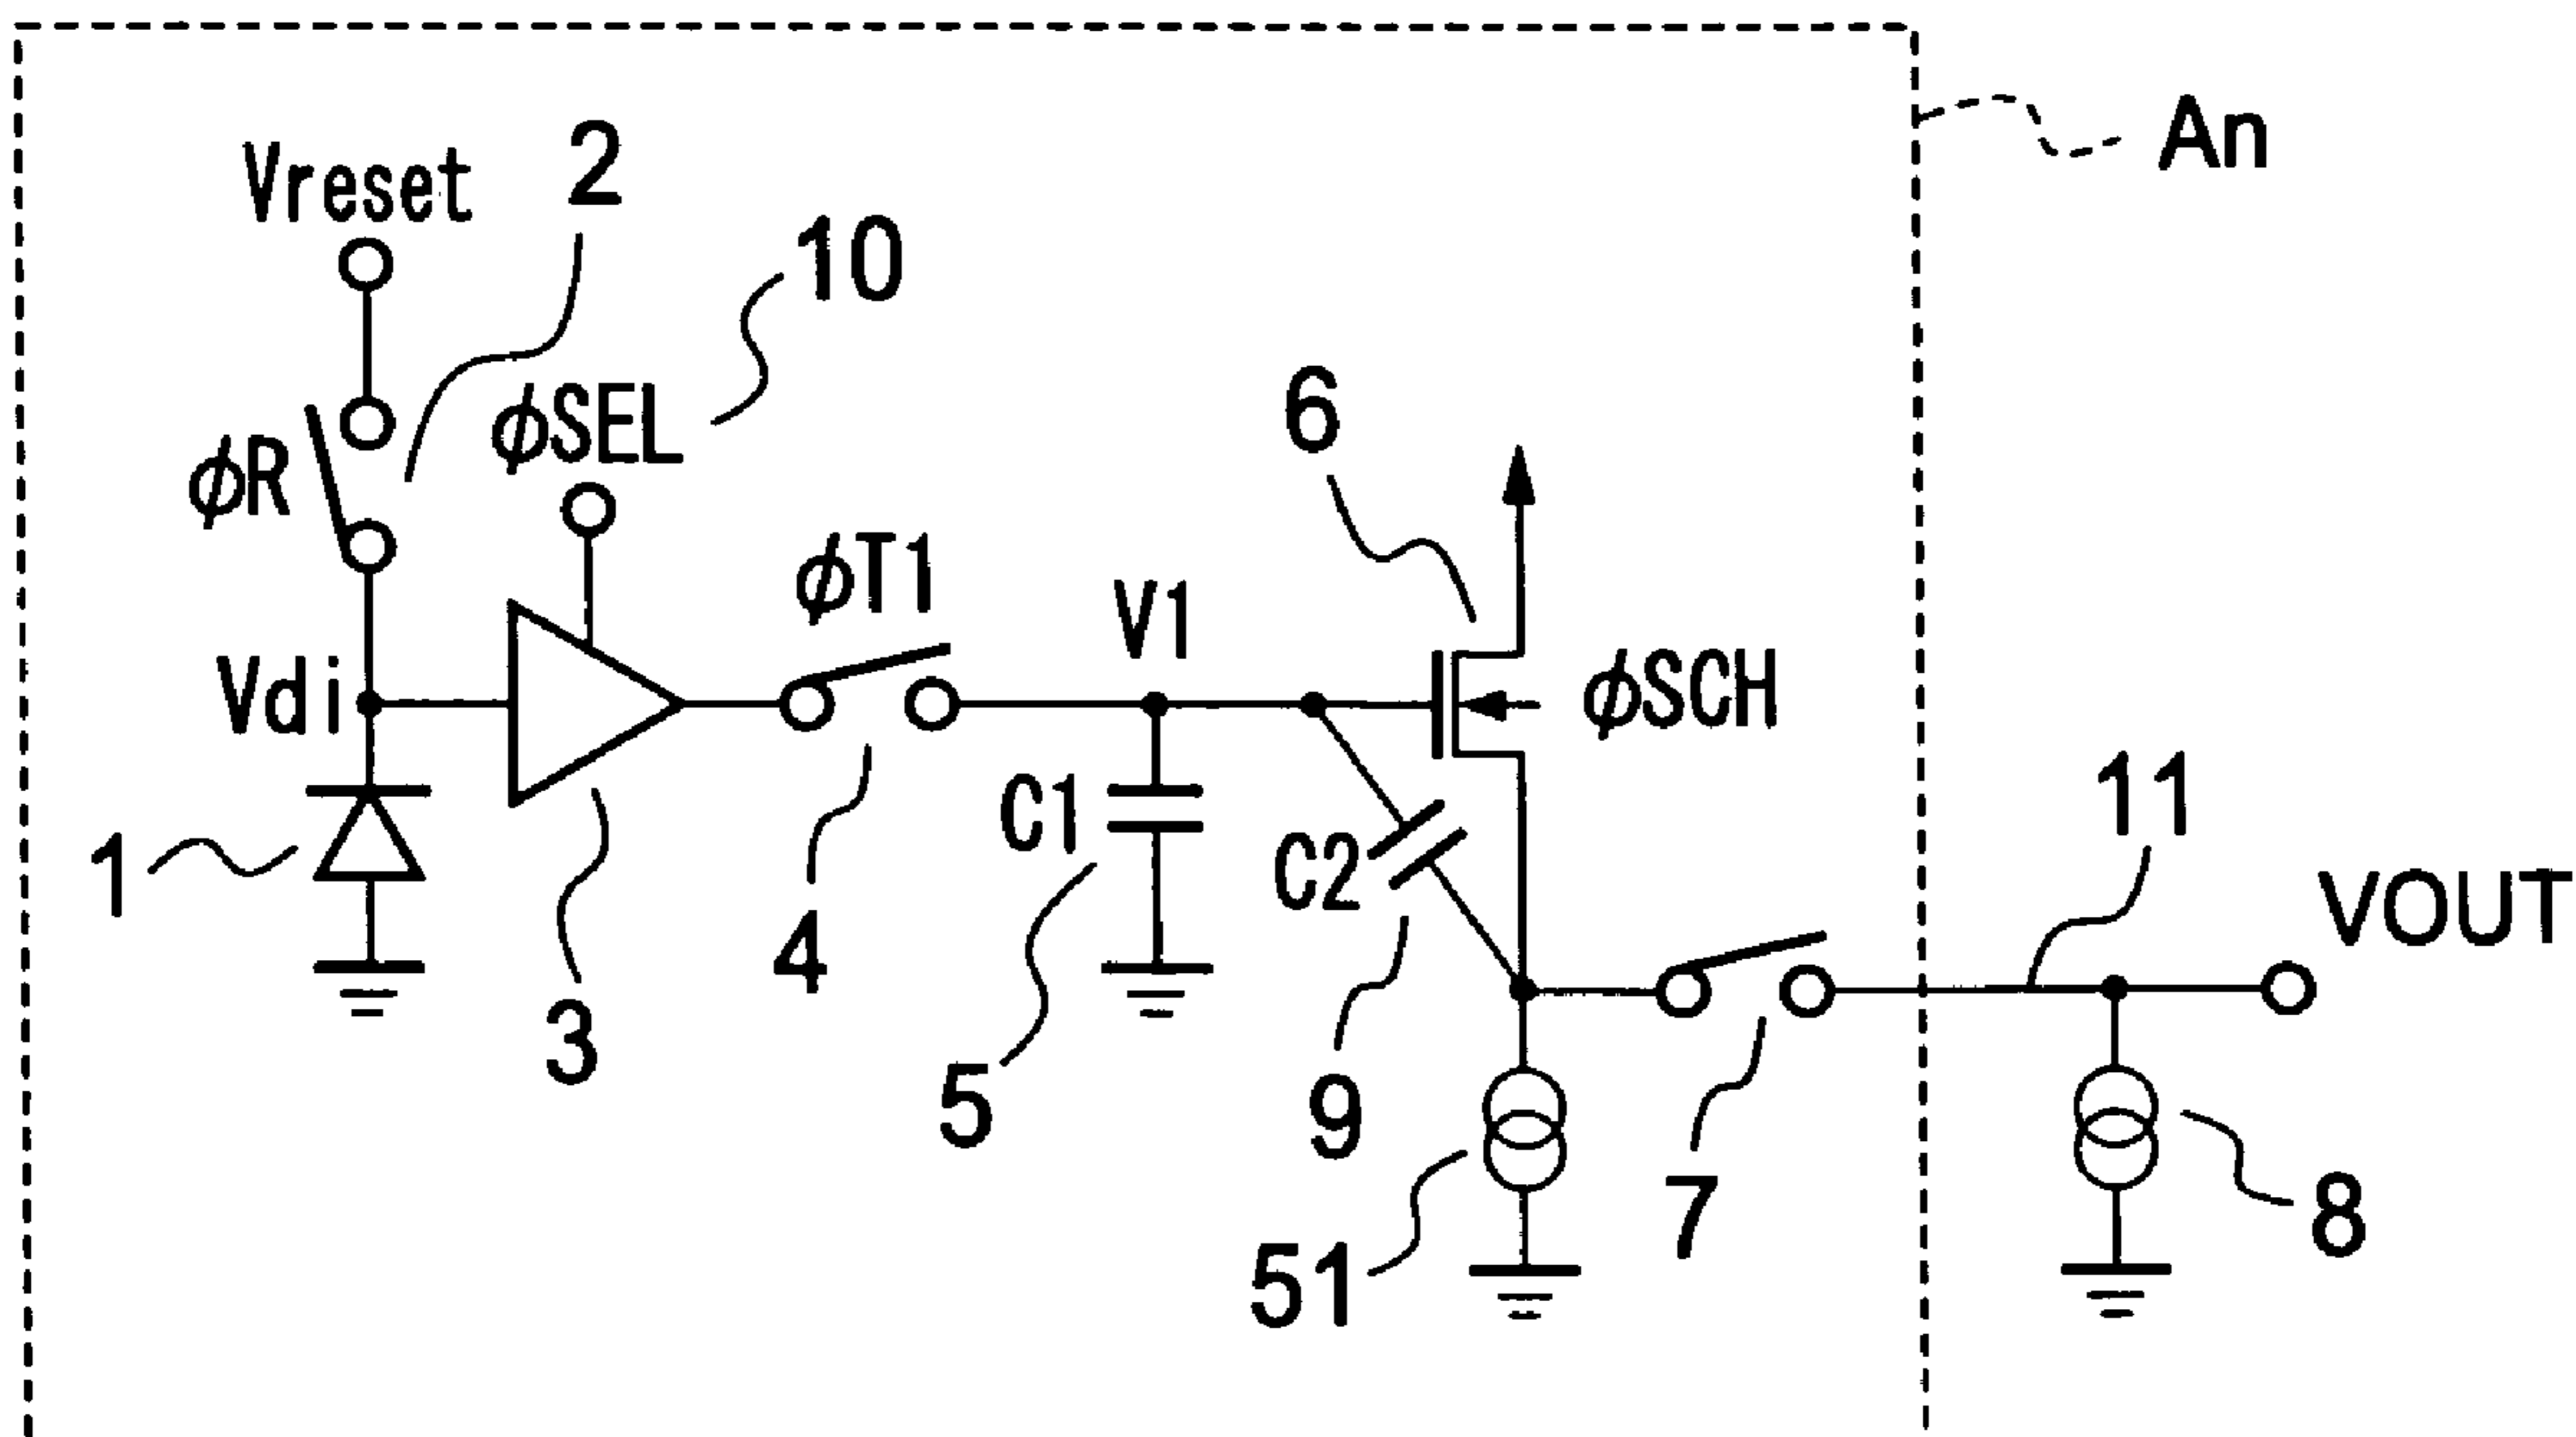 An
Vreset
2
10
φSEL
φR
6
φT1
V1
φSCH
Vdi
11
C1
C2
VOUT
1
4
3
5
9
7
8
51